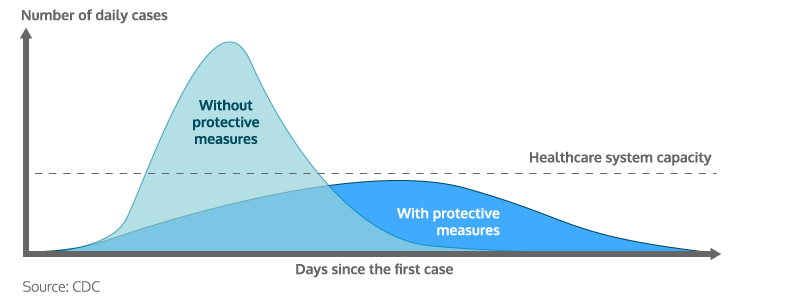 Number of daily cases
Without
protective
measures
Healthcare system capacity
With protective
measures
Days since the first case
Source: CDC